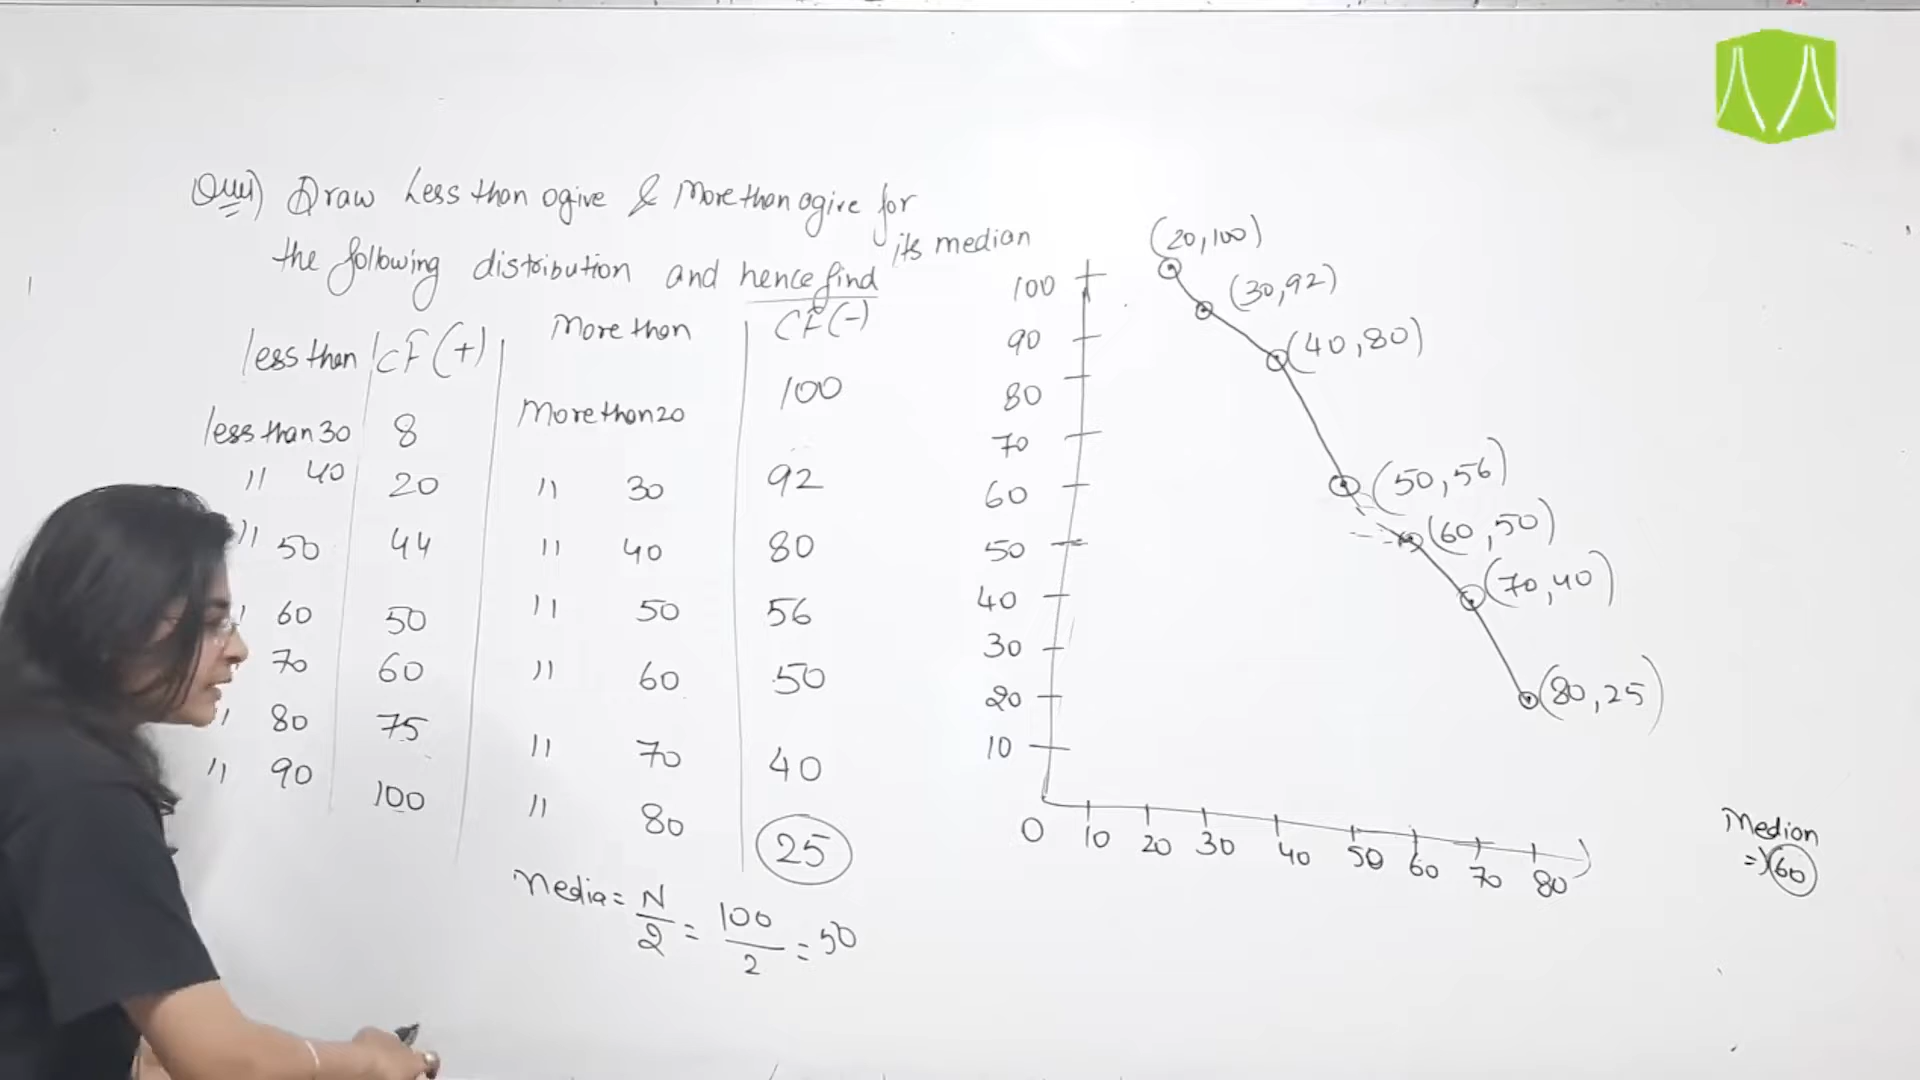 Ques) Draw Less than ogive & More than ogive for
the following distribution and hence find its median
less than CF(+) More than CF(-)
less than 30 8 More than 20 100
" 40 20 " 30 92
" 50 44 " 40 80
" 60 50 " 50 56
70 60 " 60 50
" 80 75 " 70 40
" 90 100 " 80 25
Media = N/2 = 100/2 = 50
100
90
80
70
60
50
40
30
20
10
0 10 20 30 40 50 60 70 80
(20,100)
(30,92)
(40,80)
(50,56)
(60,50)
(70,40)
(80,25)
Median
=) 60